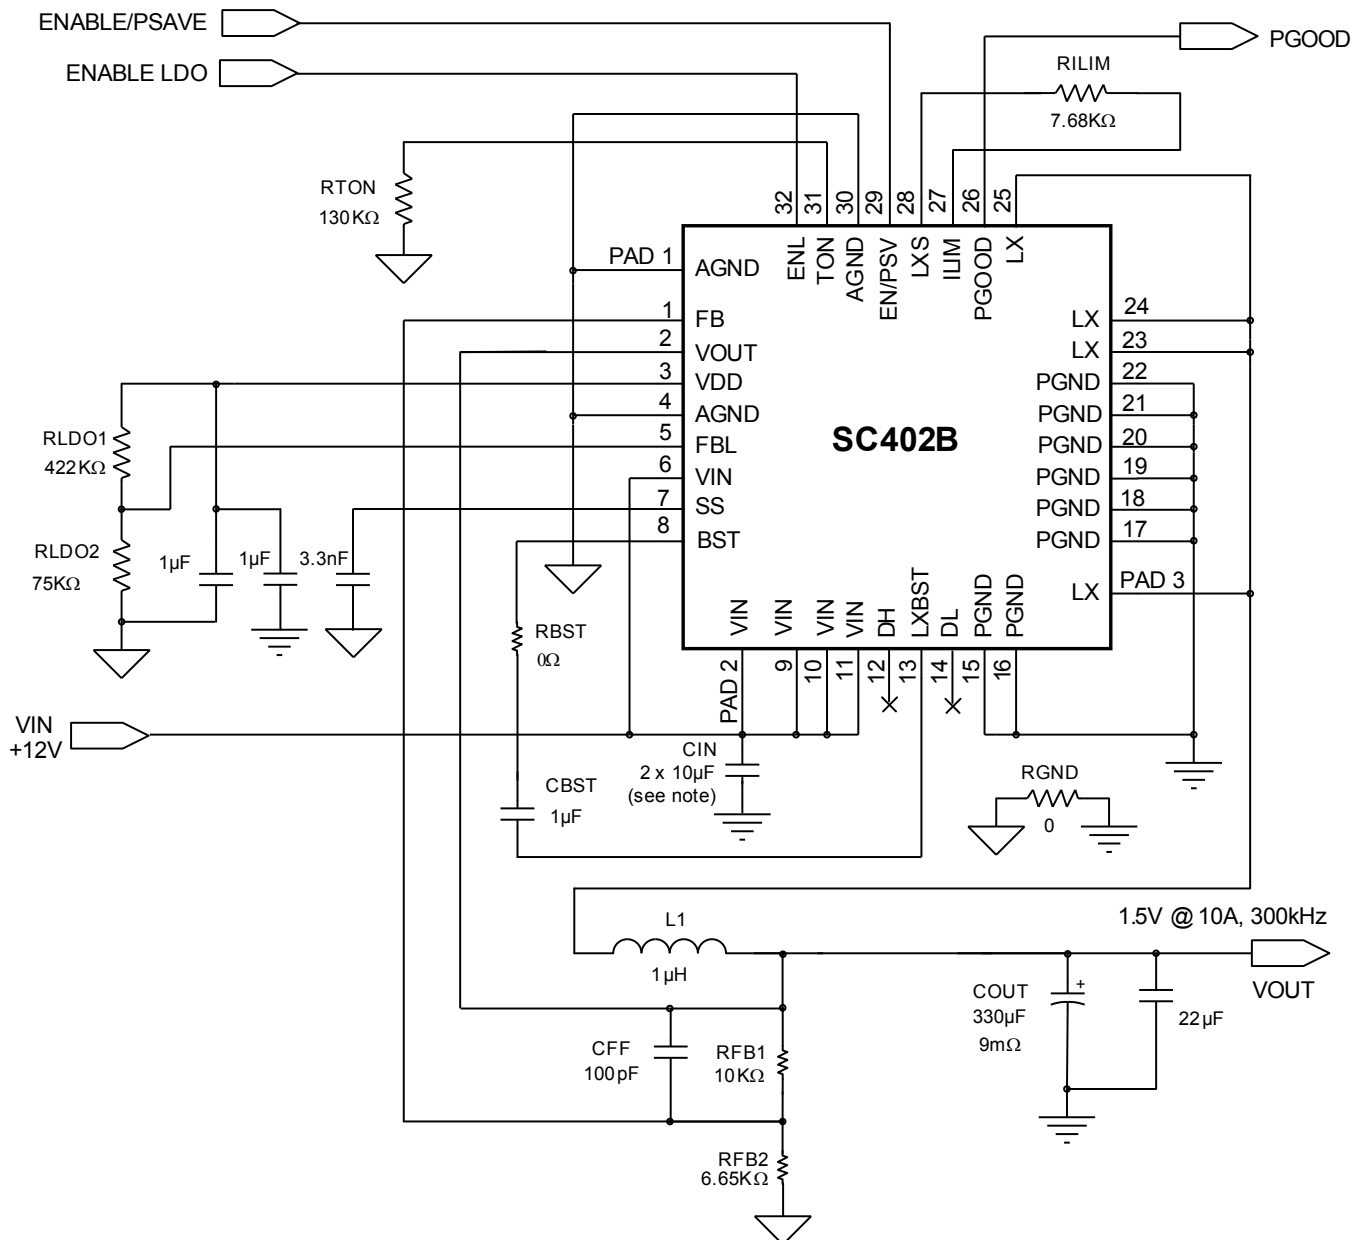 ENABLE/PSAVE
PGOOD
ENABLE LDO
RILIM
7.68KΩ
RTON
130KΩ
32
31
30
29
28
27
26
25
ENL
TON
AGND
EN/PSV
LXS
ILIM
PGOOD
LX
PAD 1
AGND
1
FB
2
VOUT
3
VDD
4
AGND
5
FBL
6
VIN
7
SS
8
BST
SC402B
LX
24
LX
23
PGND
22
PGND
21
PGND
20
PGND
19
PGND
18
PGND
17
LX
PAD 3
RLDO1
422KΩ
RLDO2
75KΩ
1µF
1µF
3.3nF
RBST
0Ω
VIN
VIN
VIN
VIN
DH
LXBST
DL
PGND
PGND
PAD 2
9
10
11
12
13
14
15
16
VIN
+12V
CIN
2 x 10µF
(see note)
CBST
1µF
RGND
0
1.5V @ 10A, 300kHz
L1
1µH
VOUT
COUT
+
330µF
9mΩ
22µF
CFF
100pF
RFB1
10KΩ
RFB2
6.65KΩ